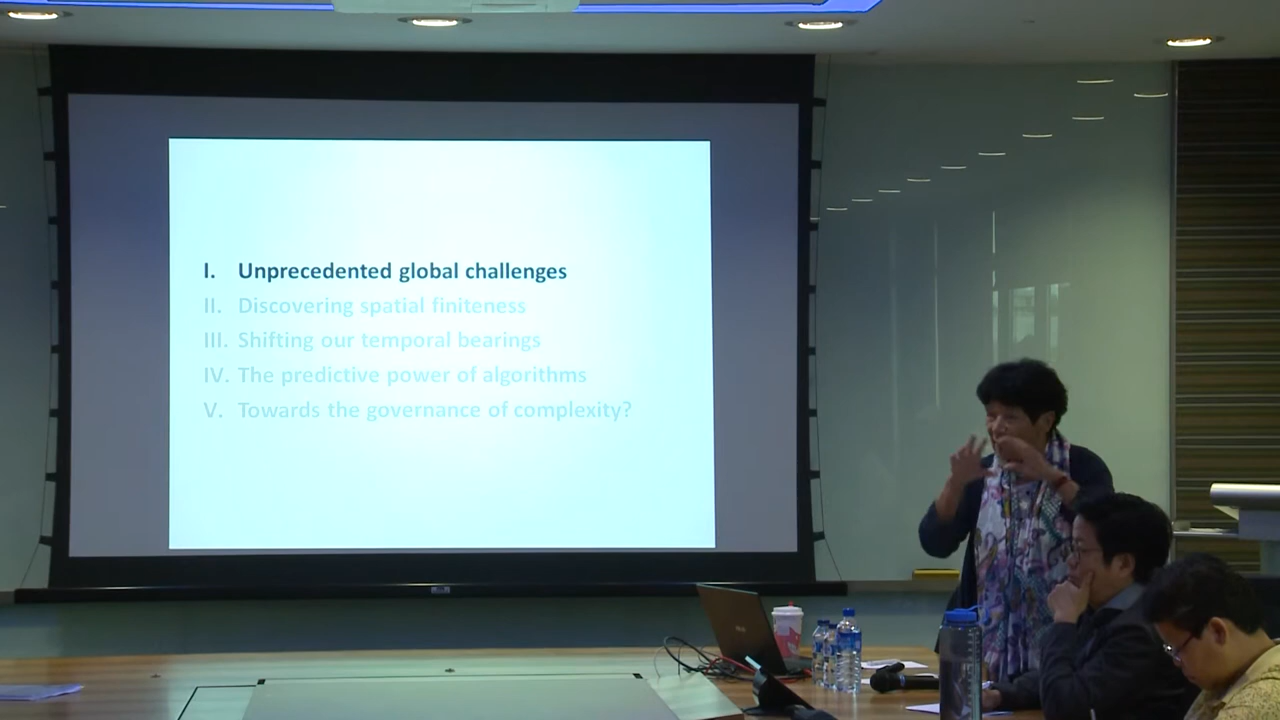 I. Unprecedented global challenges
II. Discovering spatial finiteness
III. Shifting our temporal bearings
IV. The predictive power of algorithms
V. Towards the governance of complexity?